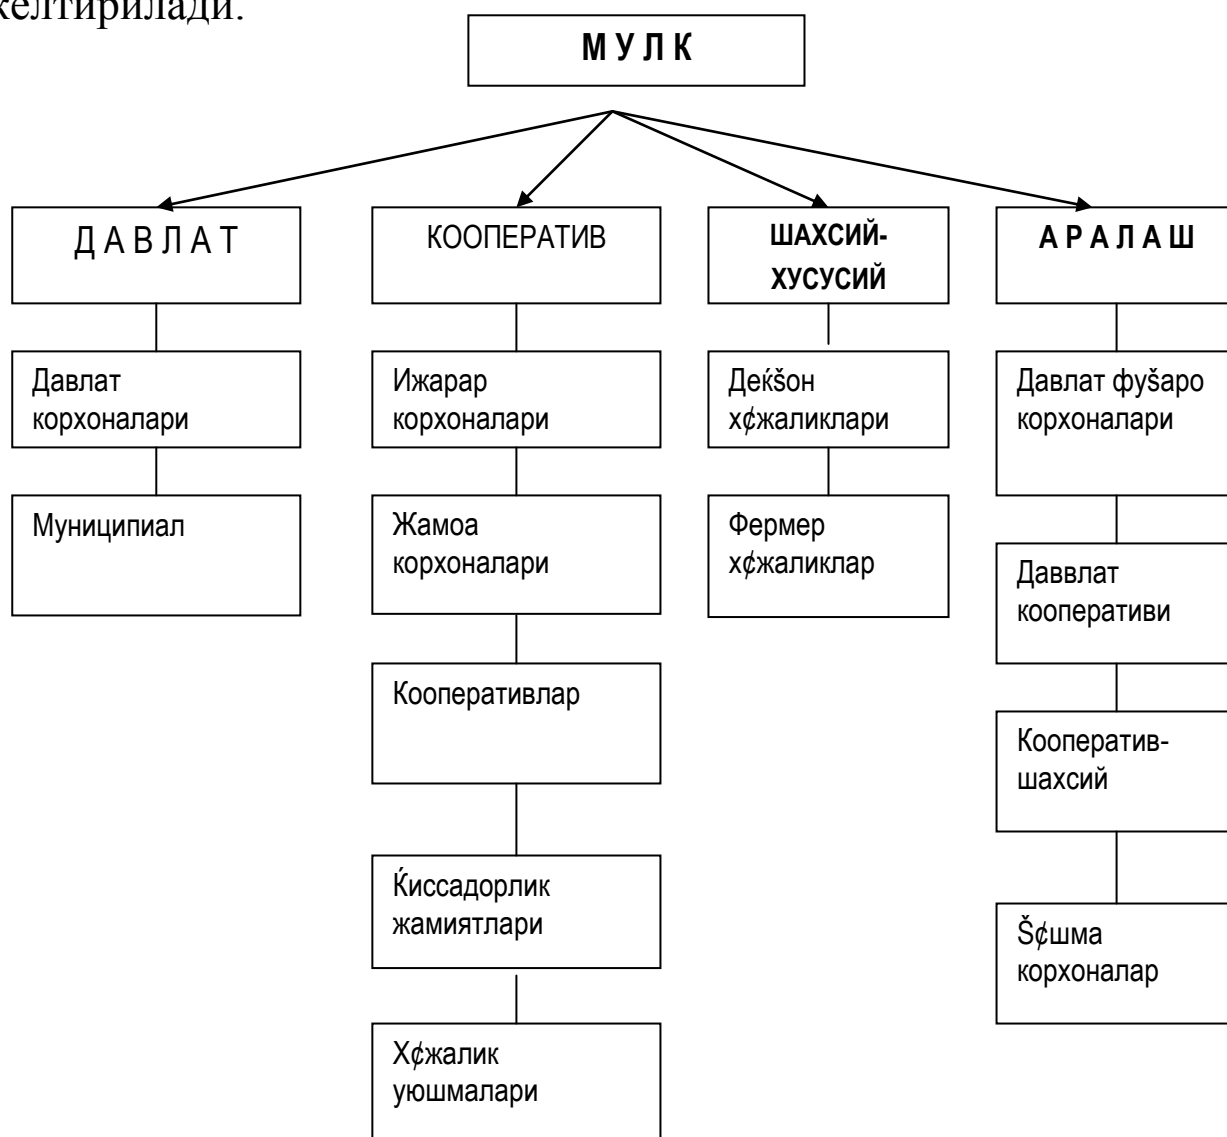 келтирилади.
М У Л К
Д А В Л А Т
КООПЕРАТИВ
ШАХСИЙ-
ХУСУСИЙ
А Р А Л А Ш
Давлат
корхоналари
Муниципиал
Ижарар
корхоналари
Жамоа
корхоналари
Кооперативлар
Ќиссадорлик
жамиятлари
Х¢жалик
уюшмалари
Деќšон
х¢жаликлари
Фермер
х¢жаликлар
Давлат фуšаро
корхоналари
Даввлат
кооперативи
Кооператив-
шахсий
Š¢шма
корхоналар